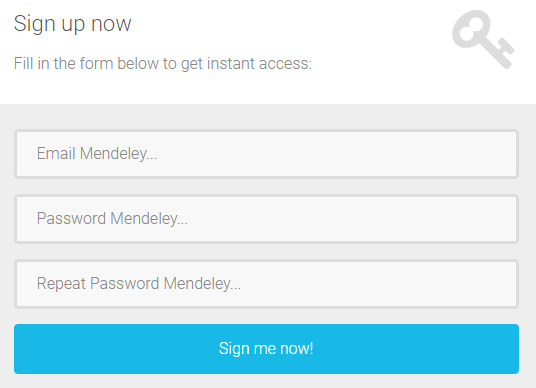 Sign up now
Fill in the form below to get instant access:
Email Mendeley...
Password Mendeley...
Repeat Password Mendeley...
Sign me now!